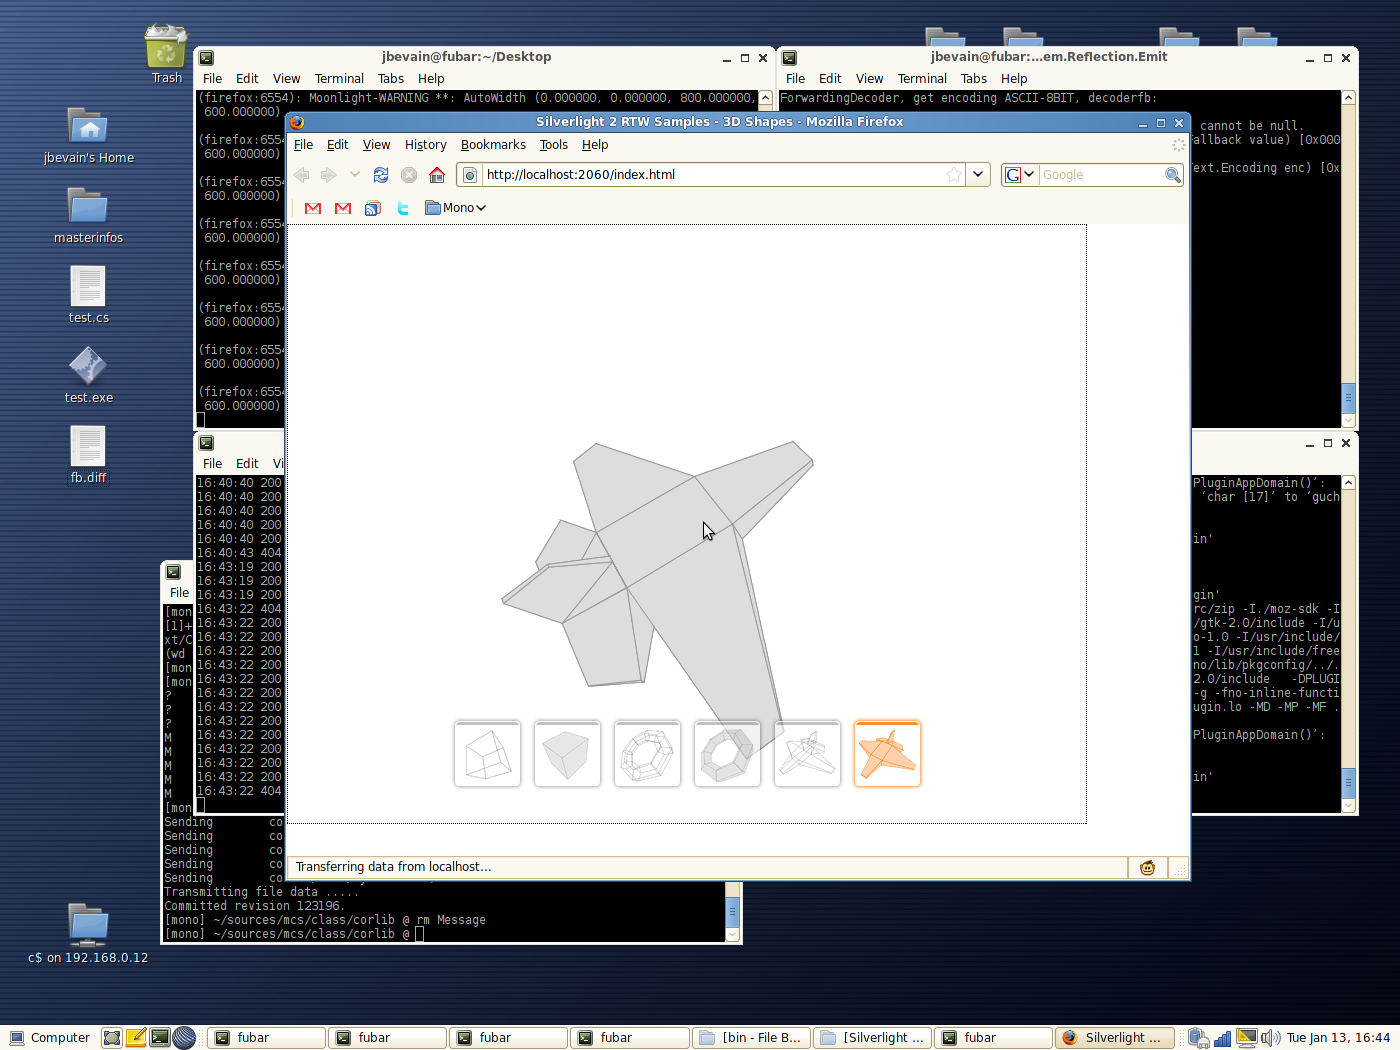 Trash
jbevain's Home
masterinfos
test.cs
test.exe
fb.diff
c$ on 192.168.0.12
jbevain@fubar:~/Desktop
File Edit View Terminal Tabs Help
(firefox:6554): Moonlight-WARNING **: AutoWidth (0.000000, 0.000000, 800.000000,
600.000000)
(firefox:6554
600.000000)
(firefox:6554
600.000000)
(firefox:6554
600.000000)
(firefox:6554
600.000000)
(firefox:6554
600.000000)
(firefox:6554
600.000000)
(firefox:6554
600.000000)
jbevain@fubar:...em.Reflection.Emit
File Edit View Terminal Tabs Help
ForwardingDecoder, get encoding ASCII-8BIT, decoderfb:
cannot be null.
allback value) [0x000
ext.Encoding enc) [0x
Silverlight 2 RTW Samples - 3D Shapes - Mozilla Firefox
File Edit View History Bookmarks Tools Help
http://localhost:2060/index.html
G
Google
Mono
Transferring data from localhost...
File Edit Vi
16:40:40 200
16:40:40 200
16:40:40 200
16:40:40 200
16:40:40 200
16:40:43 404
16:43:19 200
16:43:19 200
16:43:19 200
16:43:22 404
16:43:22 200
16:43:22 200
16:43:22 200
16:43:22 200
16:43:22 200
16:43:22 200
16:43:22 200
16:43:22 200
16:43:22 200
16:43:22 200
16:43:22 200
16:43:22 200
16:43:22 404
PluginAppDomain()':
'char [17]' to 'guch
in'
gin'
rc/zip -I./moz-sdk -I
/gtk-2.0/include -I/u
o-1.0 -I/usr/include/
1 -I/usr/include/free
no/lib/pkgconfig/../.
2.0/include -DPLUGI
-g -fno-inline-functi
ugin.lo -MD -MP -MF .
PluginAppDomain()':
in'
File
[mon
[1]+
xt/C
(wd
[mon
[mon
?
?
?
M
M
M
M
M
[mon
Sending co
Sending co
Sending co
Sending co
Sending co
Transmitting file data .....
Committed revision 123196.
[mono] ~/sources/mcs/class/corlib @ rm Message
[mono] ~/sources/mcs/class/corlib @
Computer
fubar
fubar
fubar
fubar
[bin - File B...
[Silverlight ...
fubar
Silverlight ...
Tue Jan 13, 16:44